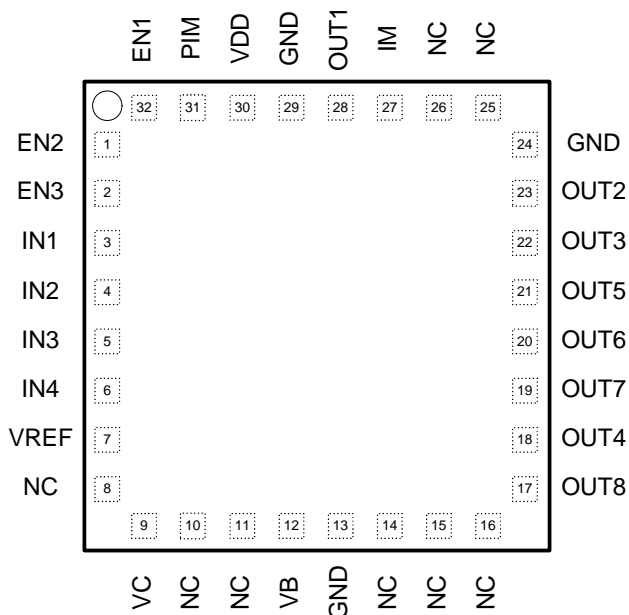 EN1 PIM VDD GND OUT1 IM NC NC
32 31 30 29 28 27 26 25
EN2 1 24 GND
EN3 2 23 OUT2
IN1 3 22 OUT3
IN2 4 21 OUT5
IN3 5 20 OUT6
IN4 6 19 OUT7
VREF 7 18 OUT4
NC 8 17 OUT8
9 10 11 12 13 14 15 16
VC NC NC VB GND NC NC NC